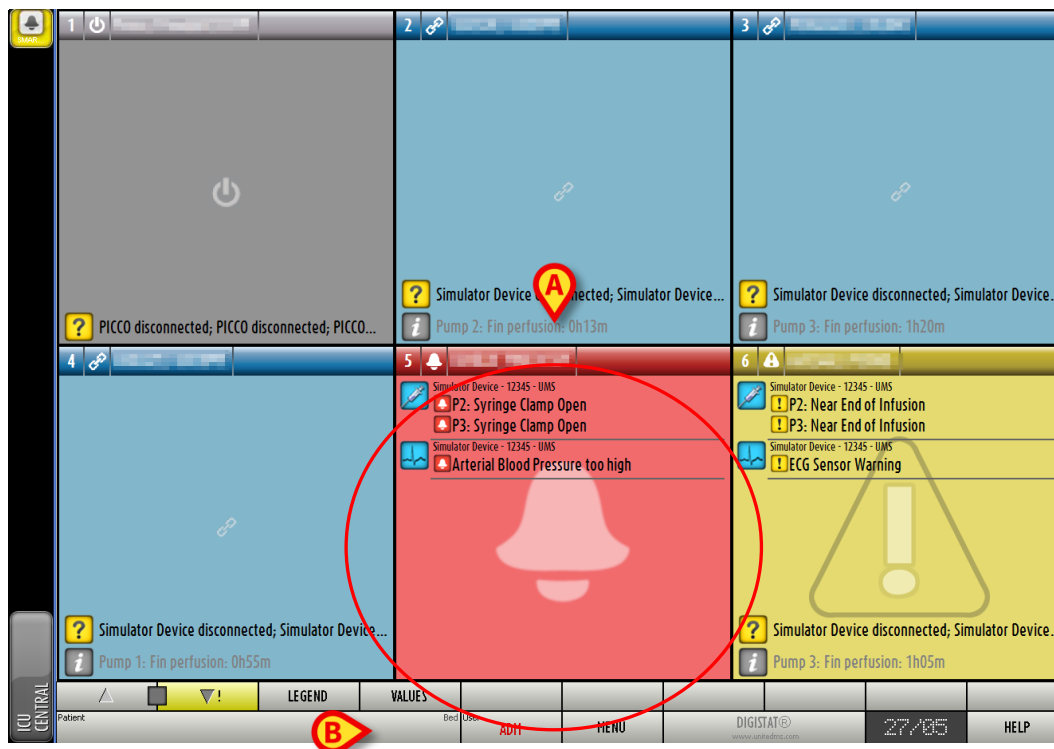 SMAR...
1
2
3
?
PICCO disconnected; PICCO disconnected; PICCO...
A
? Simulator Device disconnected; Simulator Device...
i Pump 2: Fin perfusion: 0h13m
? Simulator Device disconnected; Simulator Device.
i Pump 3: Fin perfusion: 1h20m
4
5
6
Simulator Device - 12345 - UMS
P2: Syringe Clamp Open
P3: Syringe Clamp Open
Simulator Device - 12345 - UMS
Arterial Blood Pressure too high
Simulator Device - 12345 - UMS
! P2: Near End of Infusion
! P3: Near End of Infusion
Simulator Device - 12345 - UMS
! ECG Sensor Warning
? Simulator Device disconnected; Simulator Device...
i Pump 1: Fin perfusion: 0h55m
? Simulator Device disconnected; Simulator Device.
i Pump 3: Fin perfusion: 1h05m
ICU
CENTRAL
! LEGEND VALUES
Patient B Bed User ADM MENU DIGISTAT® 27/05 HELP
www.unitedms.com